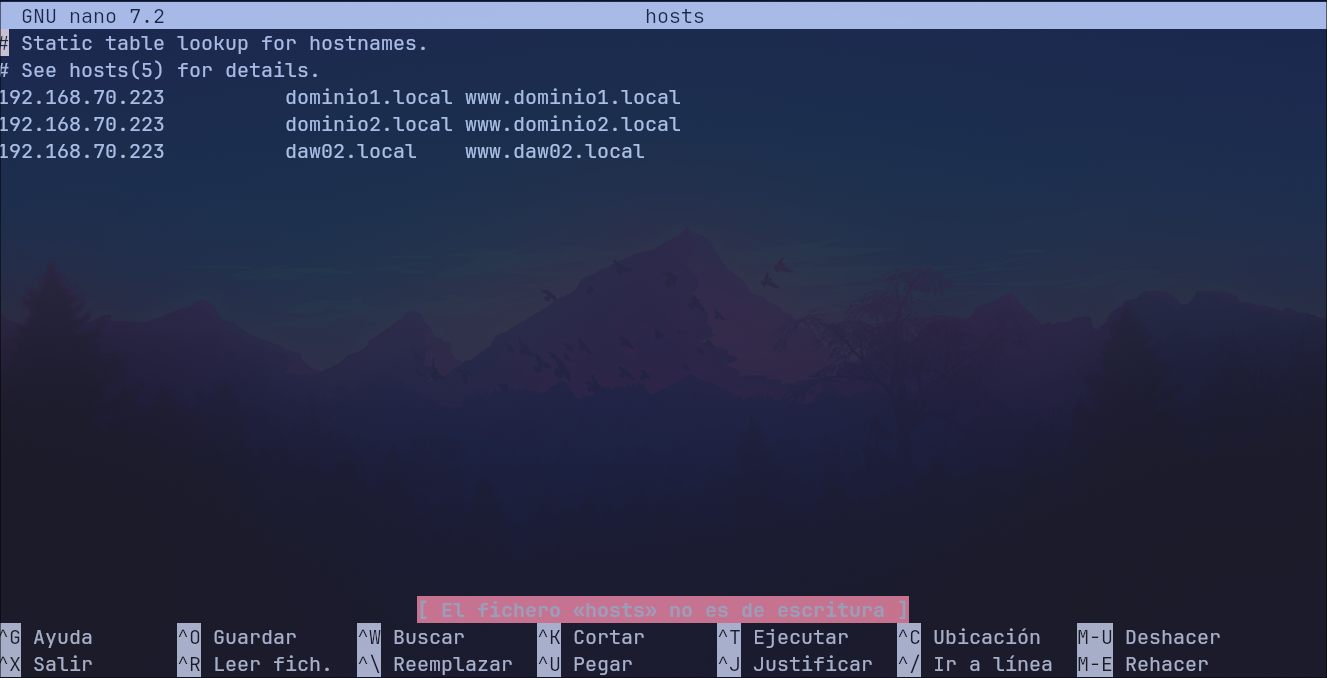 GNU nano 7.2 hosts
# Static table lookup for hostnames.
# See hosts(5) for details.
192.168.70.223 dominio1.local www.dominio1.local
192.168.70.223 dominio2.local www.dominio2.local
192.168.70.223 daw02.local www.daw02.local
[ El fichero «hosts» no es de escritura ]
^G Ayuda ^O Guardar ^W Buscar ^K Cortar ^T Ejecutar ^C Ubicación M-U Deshacer
^X Salir ^R Leer fich. ^\ Reemplazar ^U Pegar ^J Justificar ^/ Ir a línea M-E Rehacer